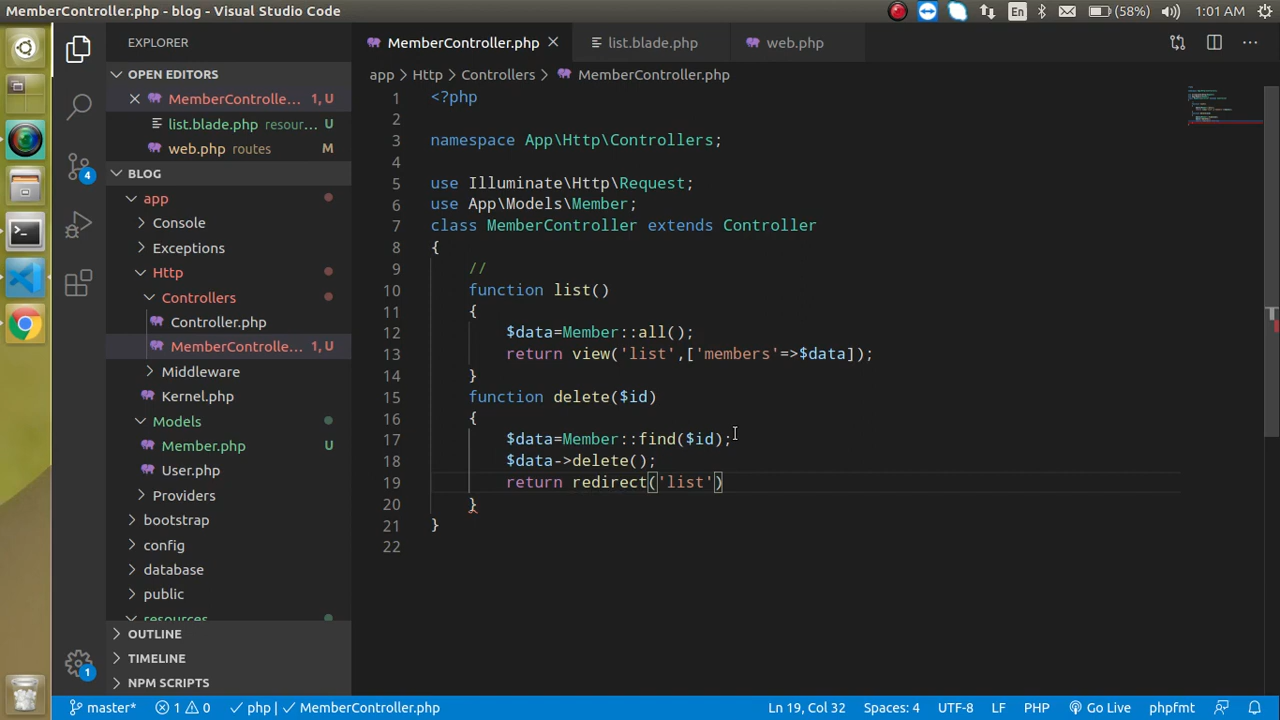 MemberController.php - blog - Visual Studio Code
En
(58%)
1:01 AM
EXPLORER
MemberController.php
list.blade.php
web.php
OPEN EDITORS
MemberControlle... 1, U
list.blade.php resour... U
web.php routes M
BLOG
app
Console
Exceptions
Http
Controllers
Controller.php
MemberControlle... 1, U
Middleware
Kernel.php
Models
Member.php U
User.php
Providers
bootstrap
config
database
public
resources
OUTLINE
TIMELINE
NPM SCRIPTS
4
1
app > Http > Controllers > MemberController.php
1 <?php
2
3 namespace App\Http\Controllers;
4
5 use Illuminate\Http\Request;
6 use App\Models\Member;
7 class MemberController extends Controller
8 {
9 //
10 function list()
11 {
12 $data=Member::all();
13 return view('list',['members'=>$data]);
14 }
15 function delete($id)
16 {
17 $data=Member::find($id);
18 $data->delete();
19 return redirect('list')
20 }
21 }
22
master* 1 0 php MemberController.php Ln 19, Col 32 Spaces: 4 UTF-8 LF PHP Go Live phpfmt